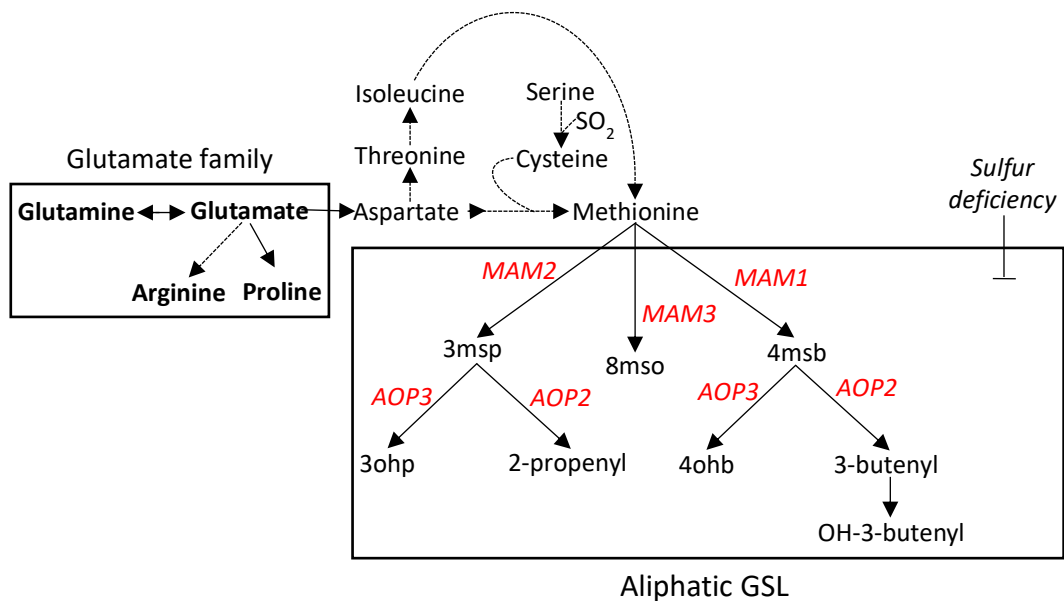 Isoleucine
Serine
SO2
Threonine
Cysteine
Glutamate family
Sulfur
deficiency
Glutamine
Glutamate
Aspartate
Methionine
Arginine
Proline
MAM2
MAM1
MAM3
3msp
8mso
4msb
AOP3
AOP2
AOP3
AOP2
3ohp
2-propenyl
4ohb
3-butenyl
OH-3-butenyl
Aliphatic GSL